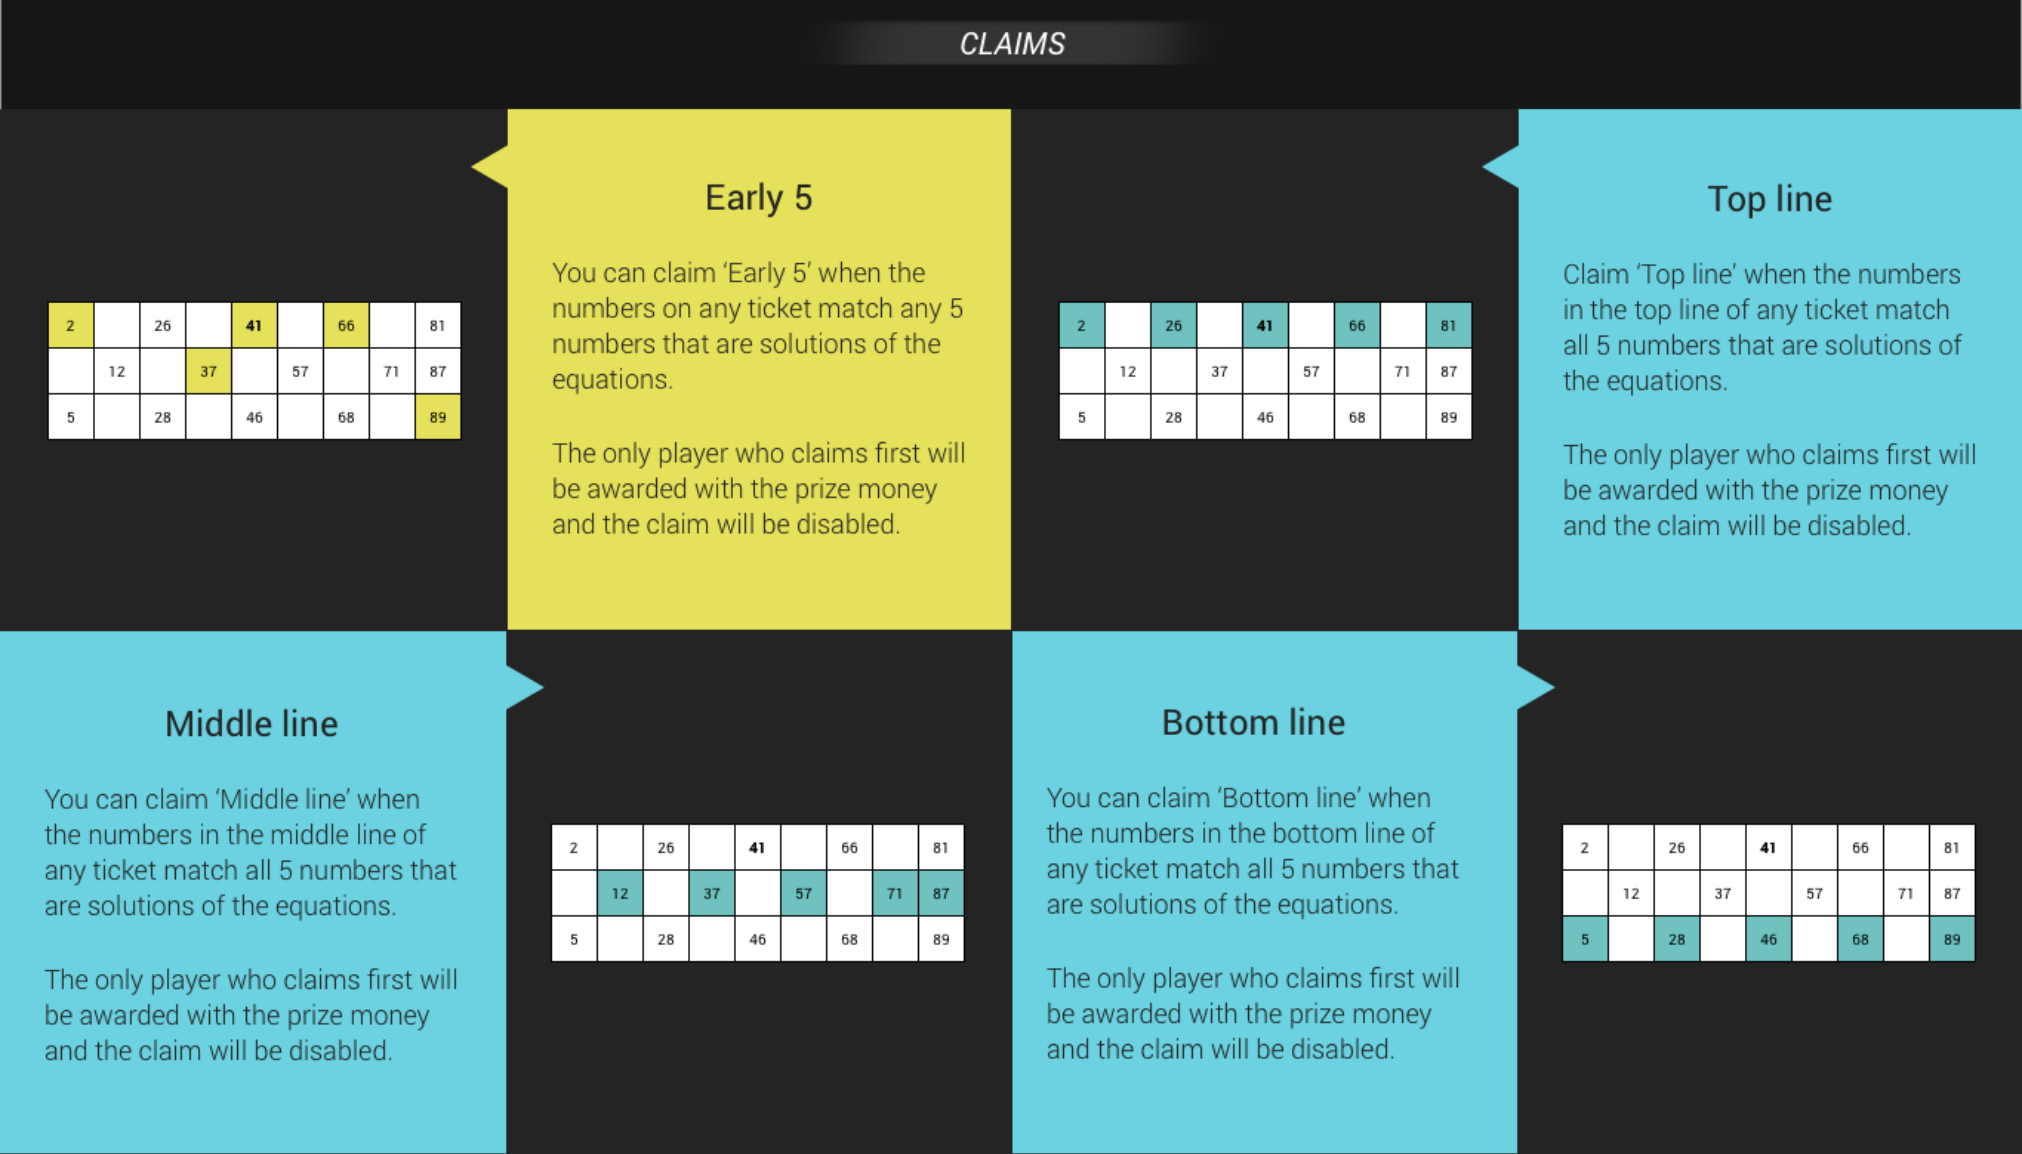 CLAIMS
2 26 41 66 81
12 37 57 71 87
5 28 46 68 89
Early 5
You can claim ‘Early 5’ when the
numbers on any ticket match any 5
numbers that are solutions of the
equations.
The only player who claims first will
be awarded with the prize money
and the claim will be disabled.
2 26 41 66 81
12 37 57 71 87
5 28 46 68 89
Top line
Claim ‘Top line’ when the numbers
in the top line of any ticket match
all 5 numbers that are solutions of
the equations.
The only player who claims first will
be awarded with the prize money
and the claim will be disabled.
Middle line
You can claim ‘Middle line’ when
the numbers in the middle line of
any ticket match all 5 numbers that
are solutions of the equations.
The only player who claims first will
be awarded with the prize money
and the claim will be disabled.
2 26 41 66 81
12 37 57 71 87
5 28 46 68 89
Bottom line
You can claim ‘Bottom line’ when
the numbers in the bottom line of
any ticket match all 5 numbers that
are solutions of the equations.
The only player who claims first will
be awarded with the prize money
and the claim will be disabled.
2 26 41 66 81
12 37 57 71 87
5 28 46 68 89